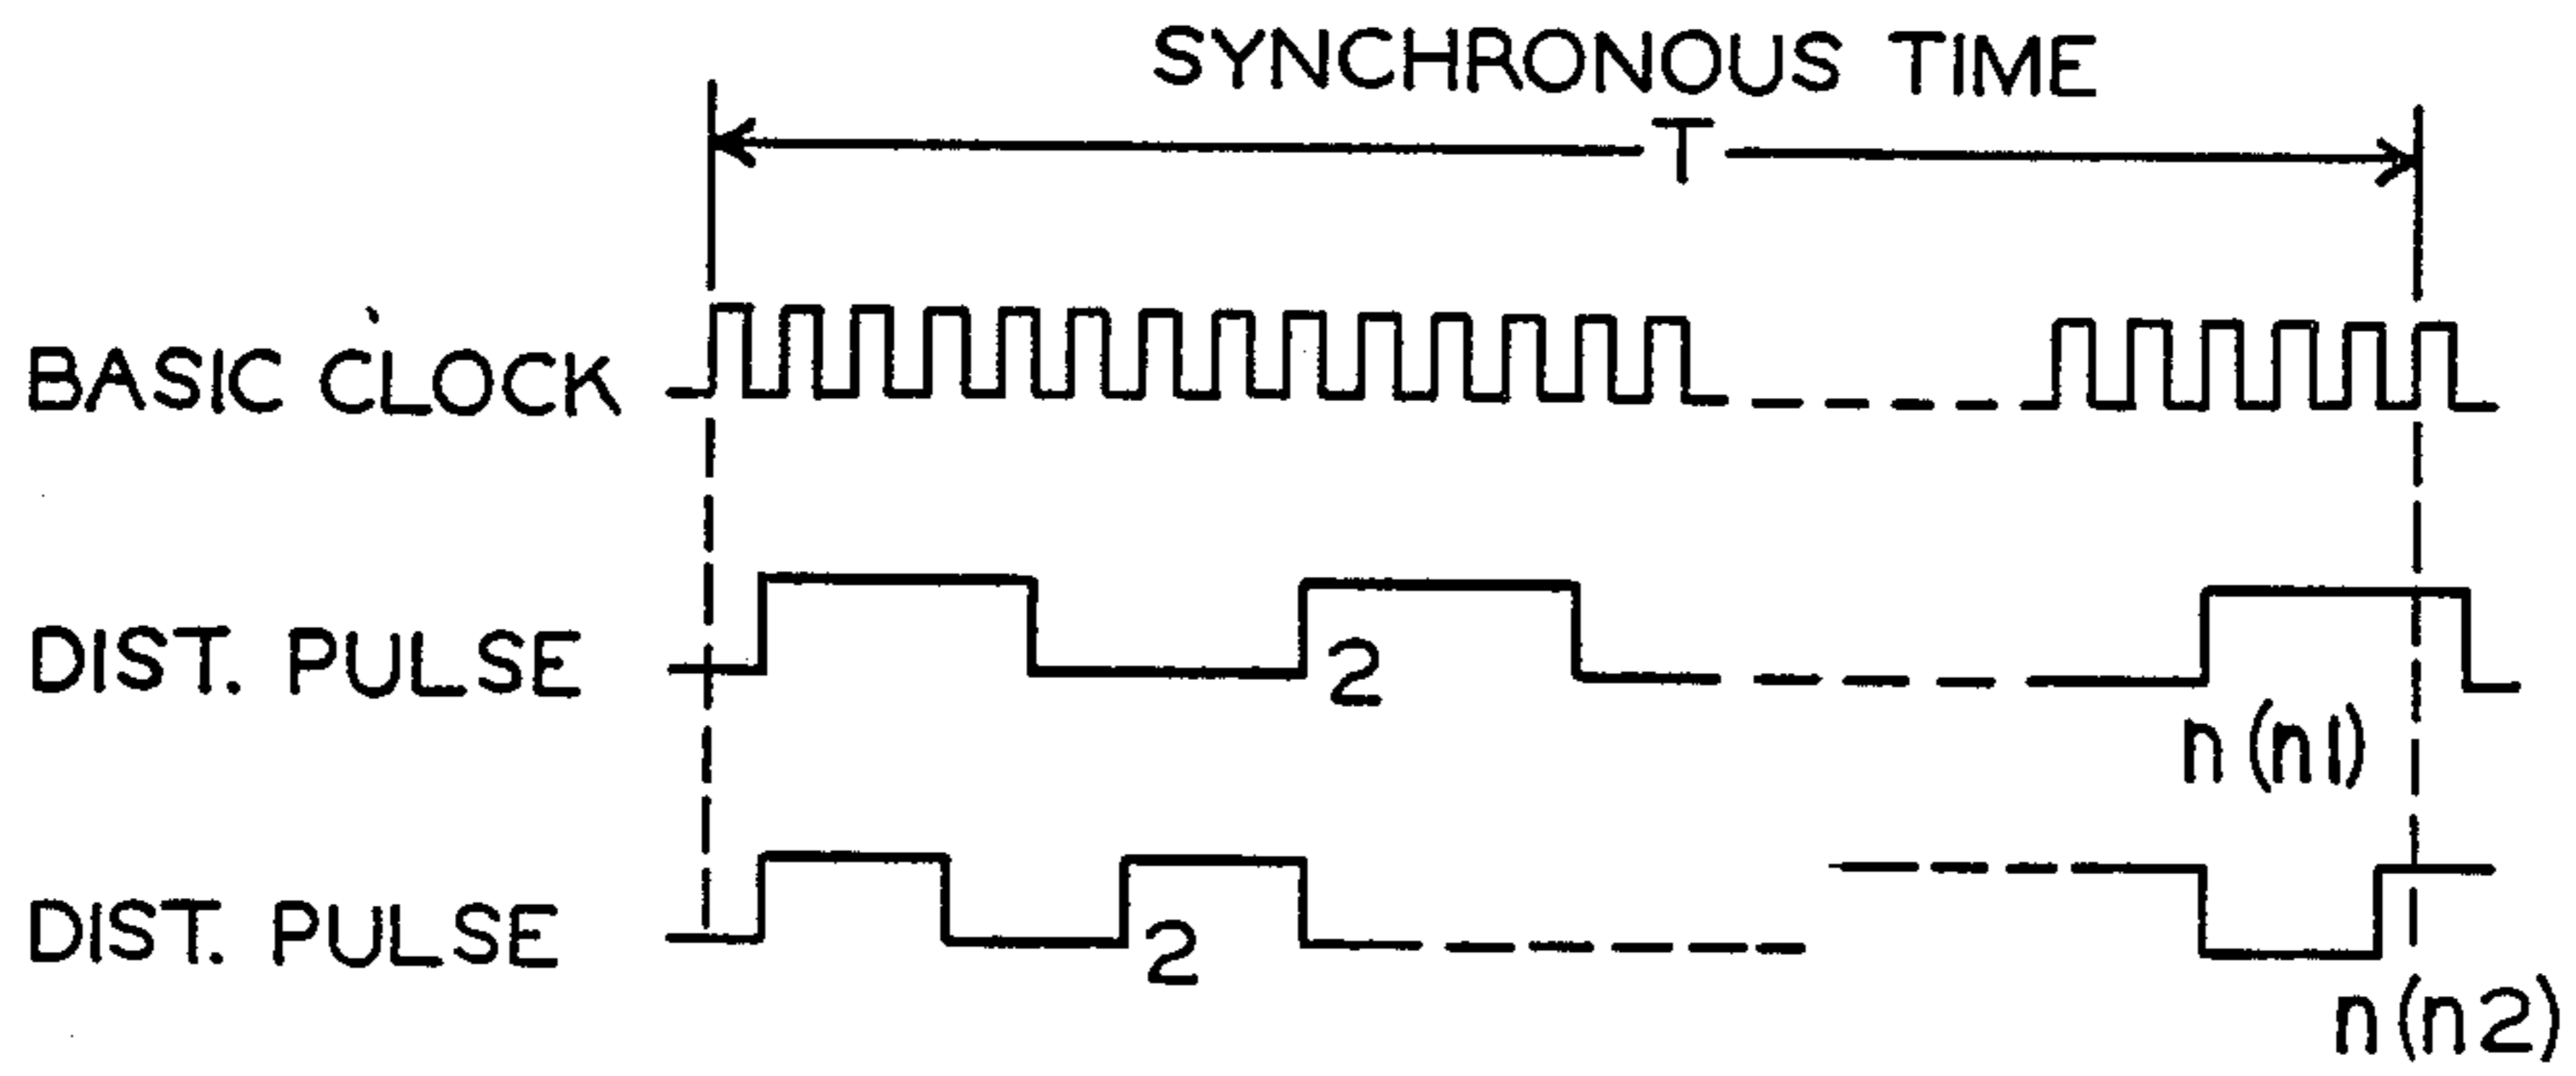 SYNCHRONOUS TIME
T
BASIC CLOCK
DIST. PULSE
2
n(n1)
DIST. PULSE
2
n(n2)